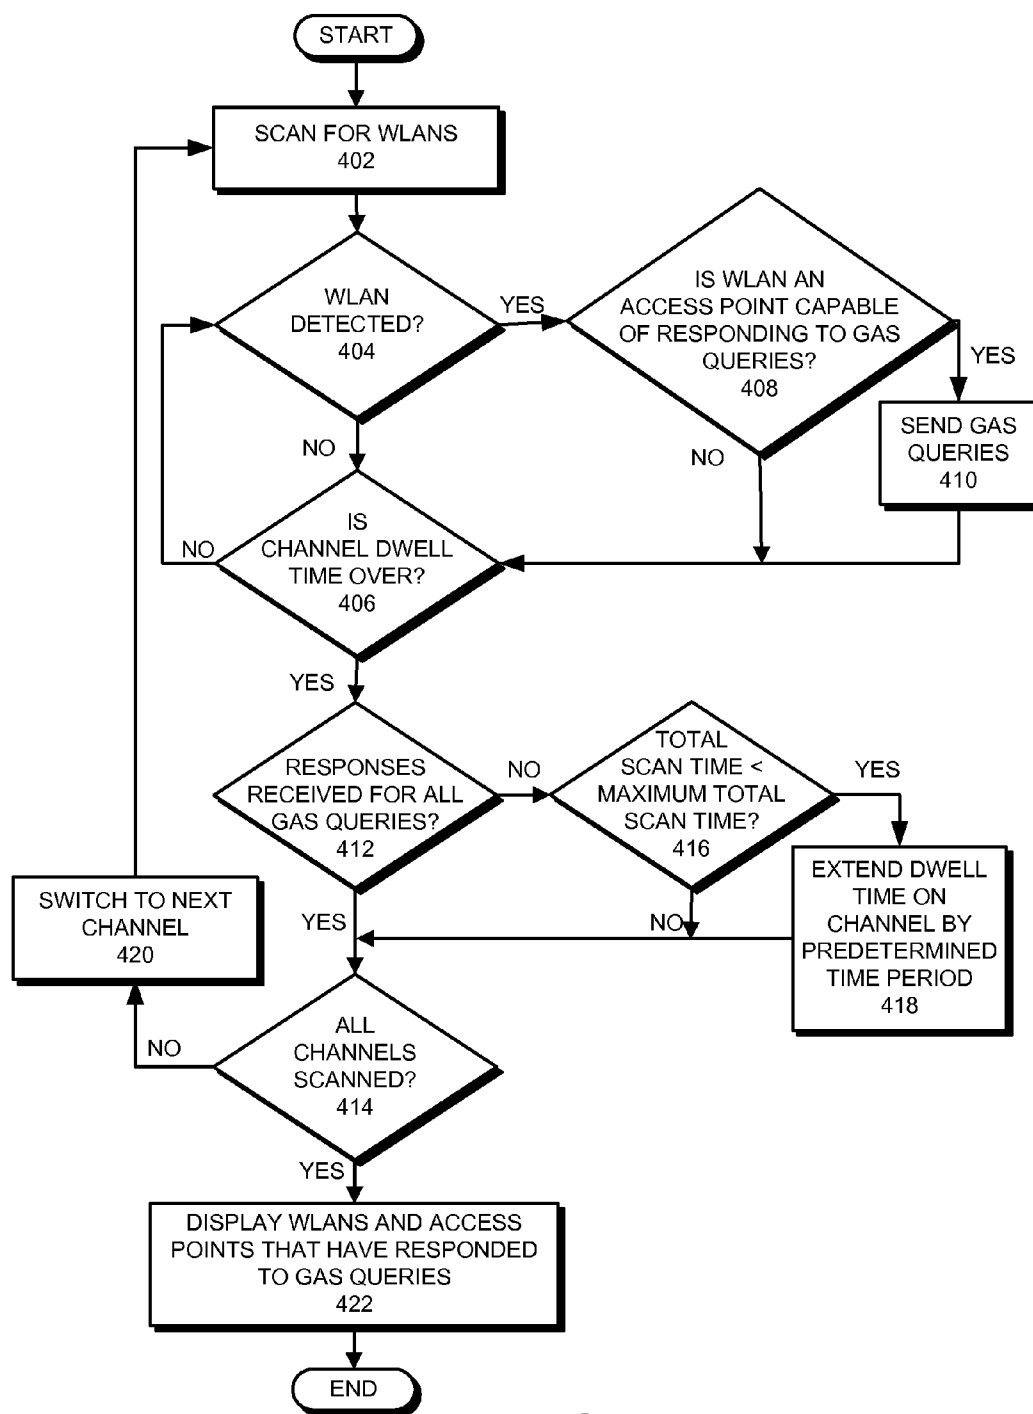 START
SCAN FOR WLANS
402
WLAN
DETECTED?
404
YES
IS WLAN AN
ACCESS POINT CAPABLE
OF RESPONDING TO GAS
QUERIES?
408
YES
SEND GAS
QUERIES
410
NO
NO
IS
CHANNEL DWELL
TIME OVER?
406
NO
YES
RESPONSES
RECEIVED FOR ALL
GAS QUERIES?
412
NO
TOTAL
SCAN TIME <
MAXIMUM TOTAL
SCAN TIME?
416
YES
EXTEND DWELL
TIME ON
CHANNEL BY
PREDETERMINED
TIME PERIOD
418
NO
YES
SWITCH TO NEXT
CHANNEL
420
ALL
CHANNELS
SCANNED?
414
NO
YES
DISPLAY WLANS AND ACCESS
POINTS THAT HAVE RESPONDED
TO GAS QUERIES
422
END